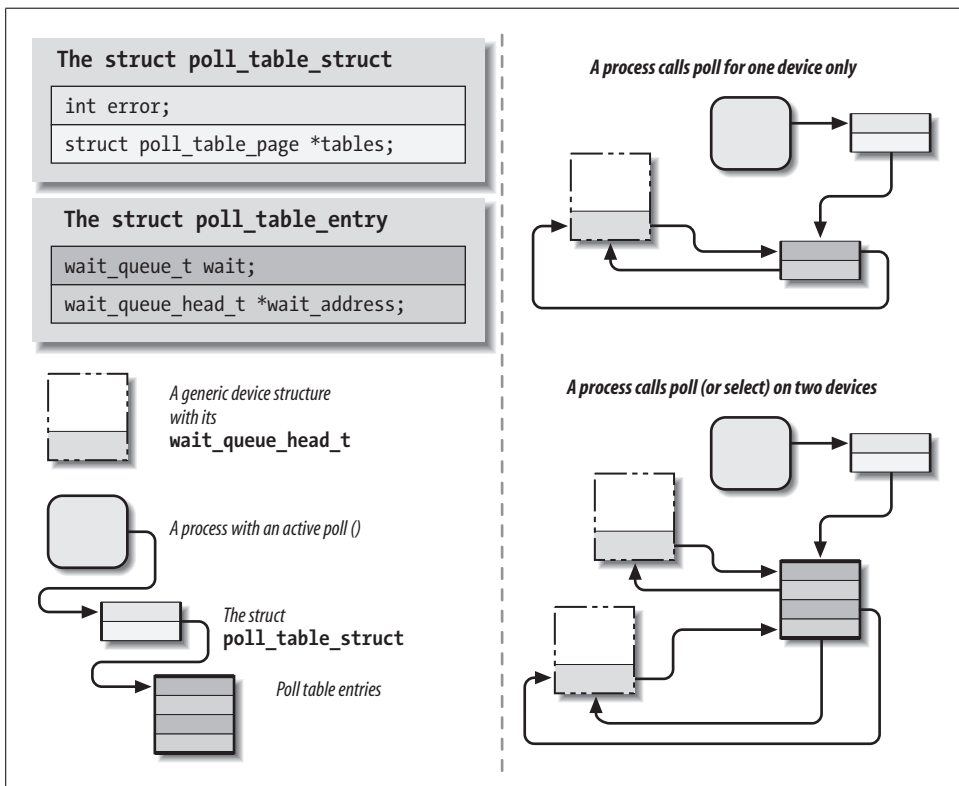 The struct poll_table_struct
int error;
struct poll_table_page *tables;
The struct poll_table_entry
wait_queue_t wait;
wait_queue_head_t *wait_address;
A generic device structure
with its
wait_queue_head_t
A process with an active poll ()
The struct
poll_table_struct
Poll table entries
A process calls poll for one device only
A process calls poll (or select) on two devices